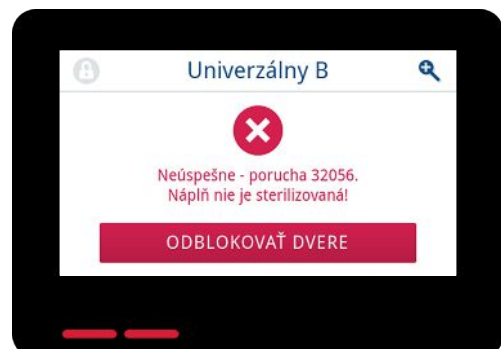 Univerzálny B
Neúspešne - porucha 32056.
Náplň nie je sterilizovaná!
ODBLOKOVAŤ DVERE